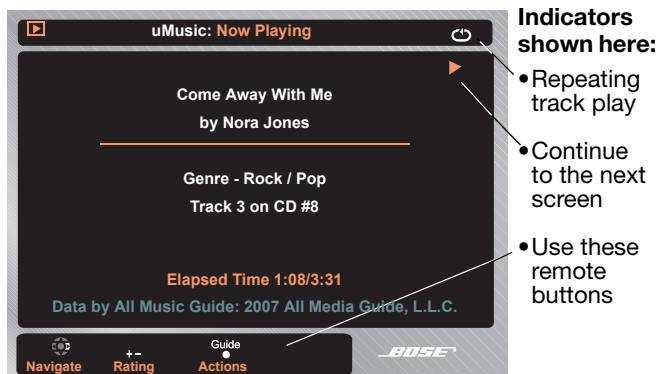 uMusic: Now Playing
Come Away With Me
by Nora Jones
Genre - Rock / Pop
Track 3 on CD #8
Elapsed Time 1:08/3:31
Data by All Music Guide: 2007 All Media Guide, L.L.C.
Navigate
+ –
Rating
Guide
Actions
BOSE
Indicators
shown here:
•Repeating
track play
•Continue
to the next
screen
•Use these
remote
buttons